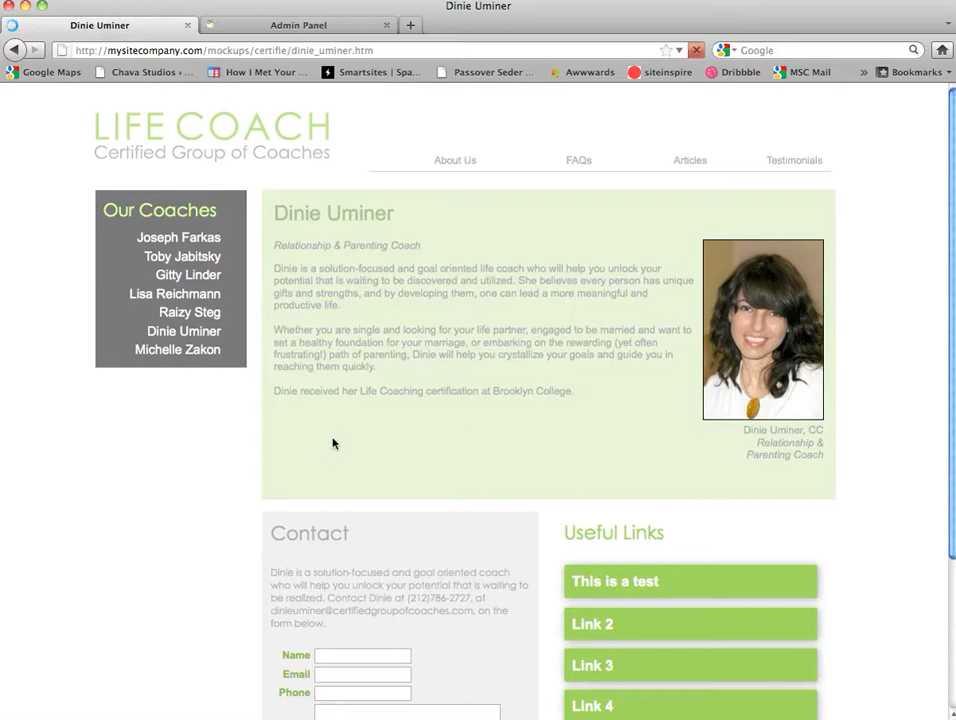 Dinie Uminer
Dinie Uminer
Admin Panel
http://mysitecompany.com/mockups/certifie/dinie_uminer.htm
Google
Google Maps
Chava Studios › ...
How I Met Your ...
Smartsites | Spa...
Passover Seder ...
Awwwards
siteinspire
Dribbble
MSC Mail
»
Bookmarks
LIFE COACH
Certified Group of Coaches
About Us
FAQs
Articles
Testimonials
Our Coaches
Joseph Farkas
Toby Jabitsky
Gitty Linder
Lisa Reichmann
Raizy Steg
Dinie Uminer
Michelle Zakon
Dinie Uminer
Relationship & Parenting Coach
Dinie is a solution-focused and goal oriented life coach who will help you unlock your
potential that is waiting to be discovered and utilized. She believes every person has unique
gifts and strengths, and by developing them, one can lead a more meaningful and
productive life.
Whether you are single and looking for your life partner, engaged to be married and want to
set a healthy foundation for your marriage, or embarking on the rewarding (yet often
frustrating!) path of parenting, Dinie will help you crystallize your goals and guide you in
reaching them quickly.
Dinie received her Life Coaching certification at Brooklyn College.
Dinie Uminer, CC
Relationship &
Parenting Coach
Contact
Dinie is a solution-focused and goal oriented coach
who will help you unlock your potential that is waiting to
be realized. Contact Dinie at (212)786-2727, at
dinieuminer@certifiedgroupofcoaches.com, on the
form below.
Name
Email
Phone
Useful Links
This is a test
Link 2
Link 3
Link 4